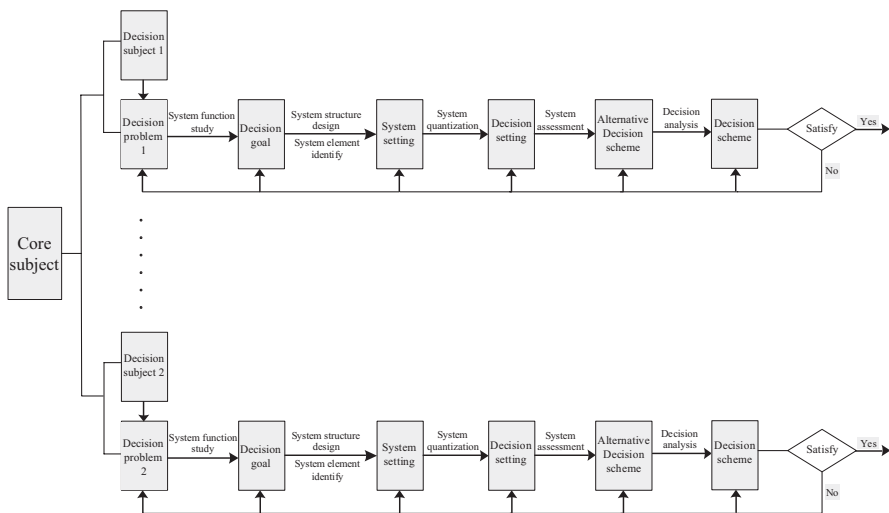 Decision
subject 1
Decision
problem
1
System function
study
Decision
goal
System structure
design
System element
identify
System
setting
System
quantization
Decision
setting
System
assessment
Alternative
Decision
scheme
Decision
analysis
Decision
scheme
Satisfy
Yes
No
Core
subject
Decision
subject 2
Decision
problem
2
System function
study
Decision
goal
System structure
design
System element
identify
System
setting
System
quantization
Decision
setting
System
assessment
Alternative
Decision
scheme
Decision
analysis
Decision
scheme
Satisfy
Yes
No